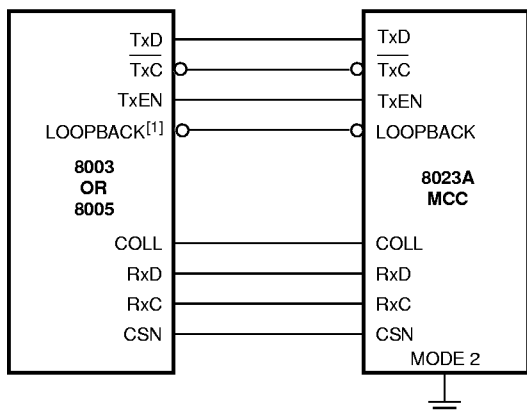 TxD
TxC
TxEN
LOOPBACK[1]
8003
OR
8005
COLL
RxD
RxC
CSN
TxD
TxC
TxEN
LOOPBACK
8023A
MCC
COLL
RxD
RxC
CSN
MODE 2